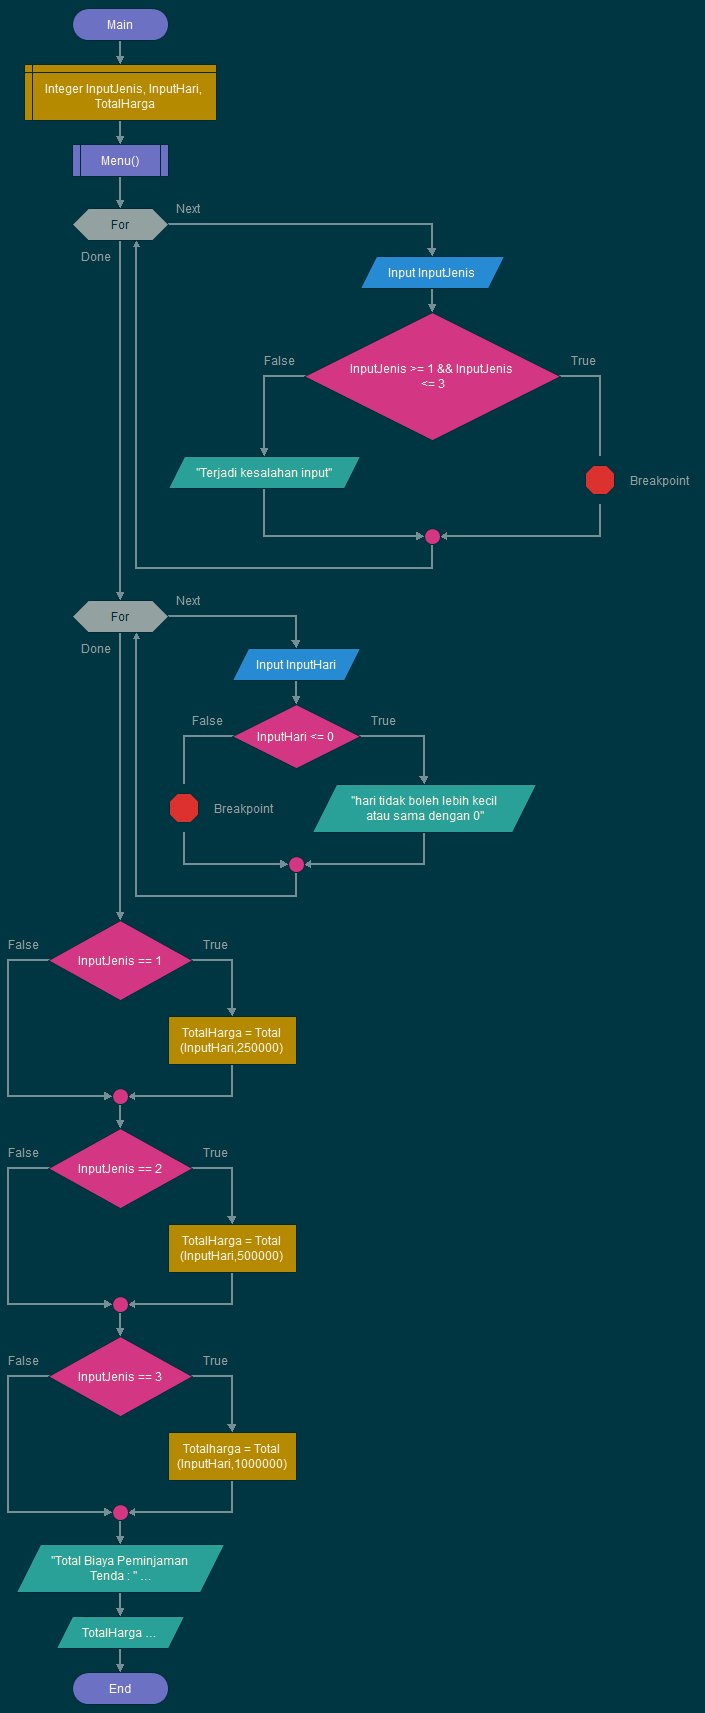 Main
Integer InputJenis, InputHari,
TotalHarga
Menu()
For
Next
Done
Input InputJenis
False
True
InputJenis >= 1 && InputJenis
<= 3
"Terjadi kesalahan input"
Breakpoint
For
Next
Done
Input InputHari
False
True
InputHari <= 0
Breakpoint
"hari tidak boleh lebih kecil
atau sama dengan 0"
False
True
InputJenis == 1
TotalHarga = Total
(InputHari,250000)
False
True
InputJenis == 2
TotalHarga = Total
(InputHari,500000)
False
True
InputJenis == 3
Totalharga = Total
(InputHari,1000000)
"Total Biaya Peminjaman
Tenda : " ...
TotalHarga ...
End